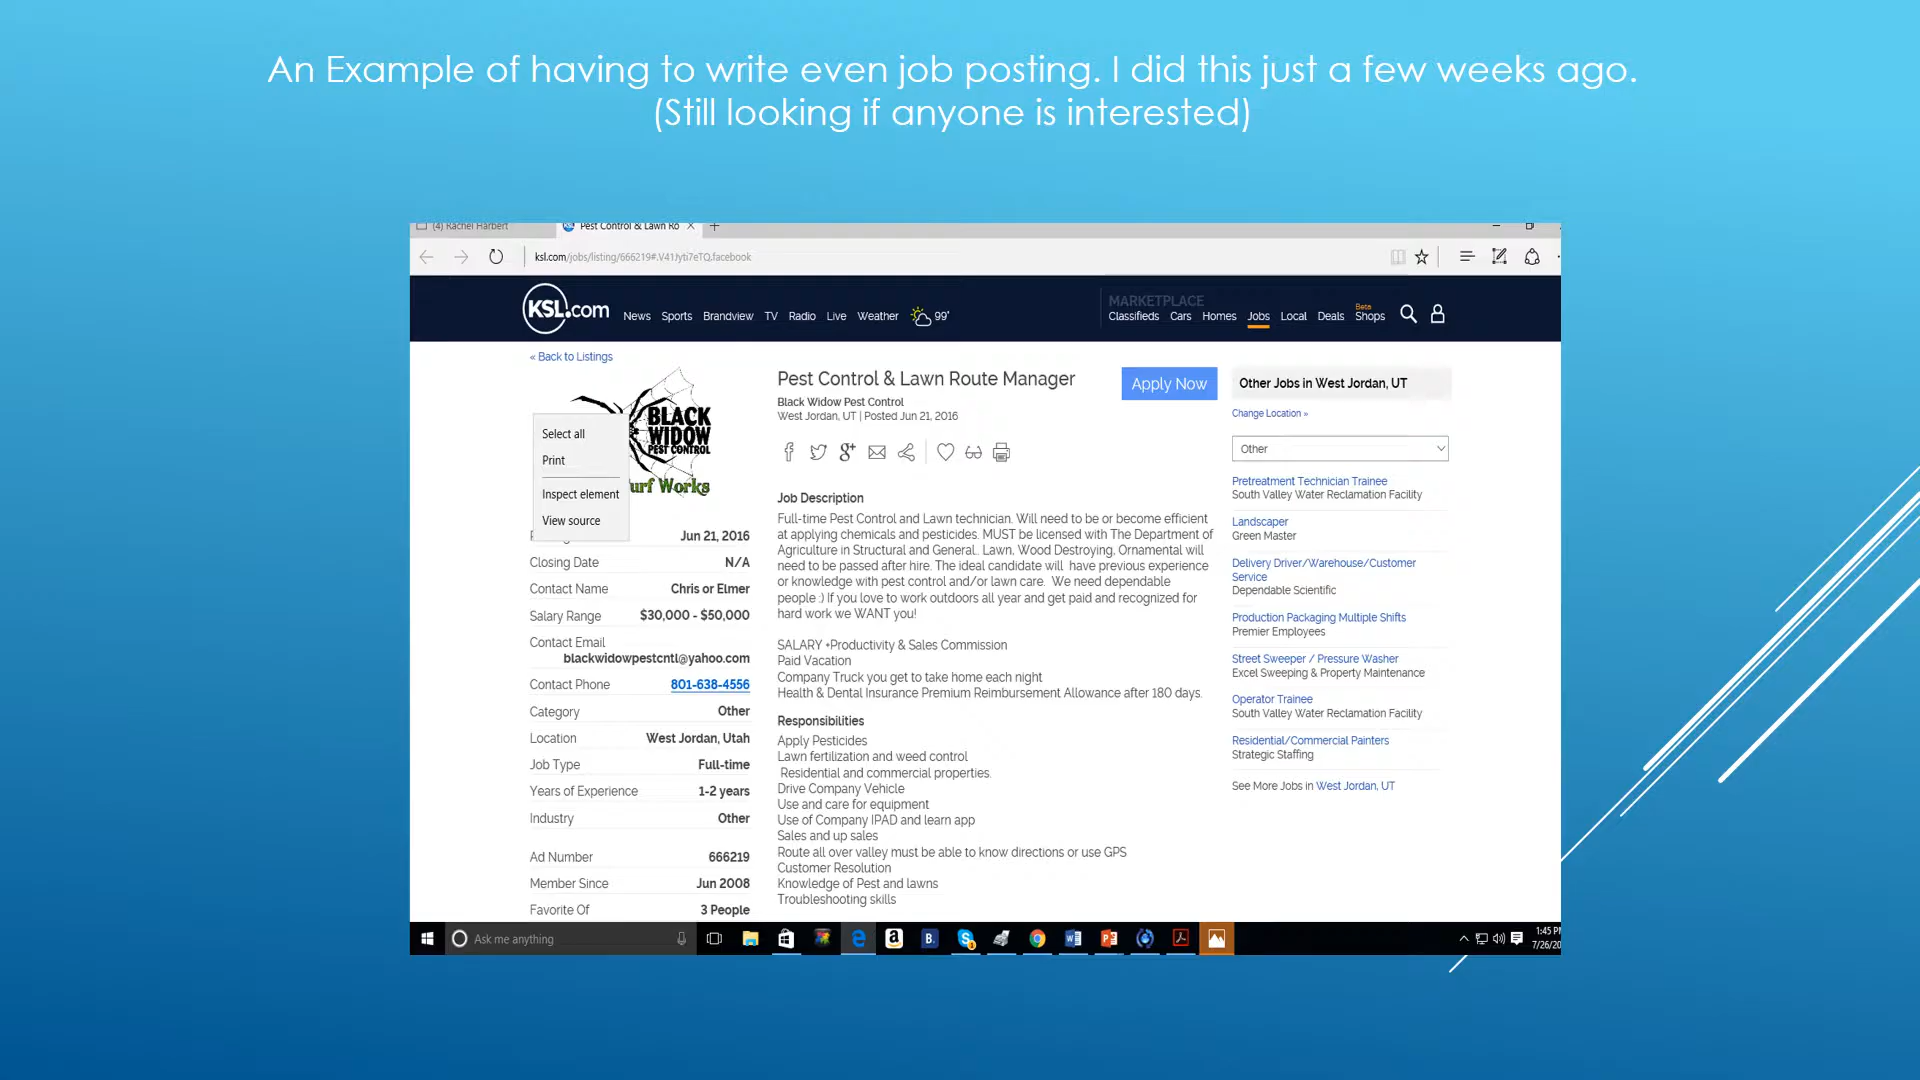 An Example of having to write even job posting. I did this just a few weeks ago.
(Still looking if anyone is interested)
(4) Rachel Harbert
Pest Control & Lawn Ro
ksl.com/jobs/listing/666219#.V41Jyti7eTQ.facebook
KSL.com
News Sports Brandview TV Radio Live Weather 99°
MARKETPLACE
Classifieds Cars Homes Jobs Local Deals Beta Shops
« Back to Listings
BLACK
WIDOW
PEST CONTROL
urf Works
Select all
Print
Inspect element
View source
Jun 21, 2016
Closing Date N/A
Contact Name Chris or Elmer
Salary Range $30,000 - $50,000
Contact Email
blackwidowpestcntl@yahoo.com
Contact Phone 801-638-4556
Category Other
Location West Jordan, Utah
Job Type Full-time
Years of Experience 1-2 years
Industry Other
Ad Number 666219
Member Since Jun 2008
Favorite Of 3 People
Pest Control & Lawn Route Manager
Black Widow Pest Control
West Jordan, UT | Posted Jun 21, 2016
Apply Now
Job Description
Full-time Pest Control and Lawn technician. Will need to be or become efficient
at applying chemicals and pesticides. MUST be licensed with The Department of
Agriculture in Structural and General.. Lawn, Wood Destroying, Ornamental will
need to be passed after hire. The ideal candidate will have previous experience
or knowledge with pest control and/or lawn care. We need dependable
people :) If you love to work outdoors all year and get paid and recognized for
hard work we WANT you!
SALARY +Productivity & Sales Commission
Paid Vacation
Company Truck you get to take home each night
Health & Dental Insurance Premium Reimbursement Allowance after 180 days.
Responsibilities
Apply Pesticides
Lawn fertilization and weed control
Residential and commercial properties.
Drive Company Vehicle
Use and care for equipment
Use of Company IPAD and learn app
Sales and up sales
Route all over valley must be able to know directions or use GPS
Customer Resolution
Knowledge of Pest and lawns
Troubleshooting skills
Other Jobs in West Jordan, UT
Change Location »
Other
Pretreatment Technician Trainee
South Valley Water Reclamation Facility
Landscaper
Green Master
Delivery Driver/Warehouse/Customer
Service
Dependable Scientific
Production Packaging Multiple Shifts
Premier Employees
Street Sweeper / Pressure Washer
Excel Sweeping & Property Maintenance
Operator Trainee
South Valley Water Reclamation Facility
Residential/Commercial Painters
Strategic Staffing
See More Jobs in West Jordan, UT
Ask me anything
1:45 P
7/26/20